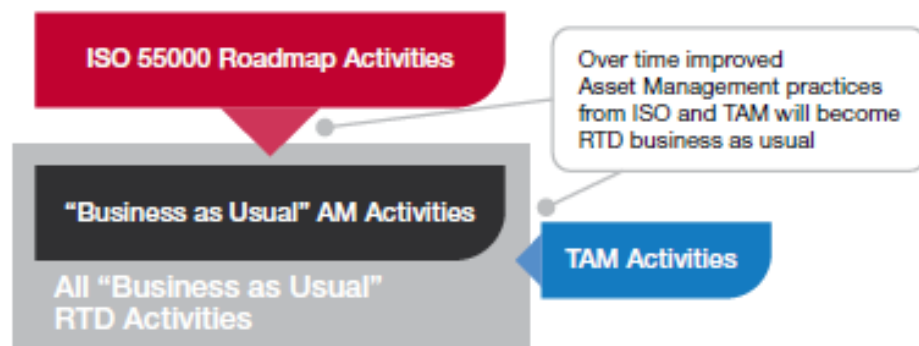 ISO 55000 Roadmap Activities
Over time improved
Asset Management practices
from ISO and TAM will become
RTD business as usual
“Business as Usual” AM Activities
TAM Activities
All “Business as Usual”
RTD Activities